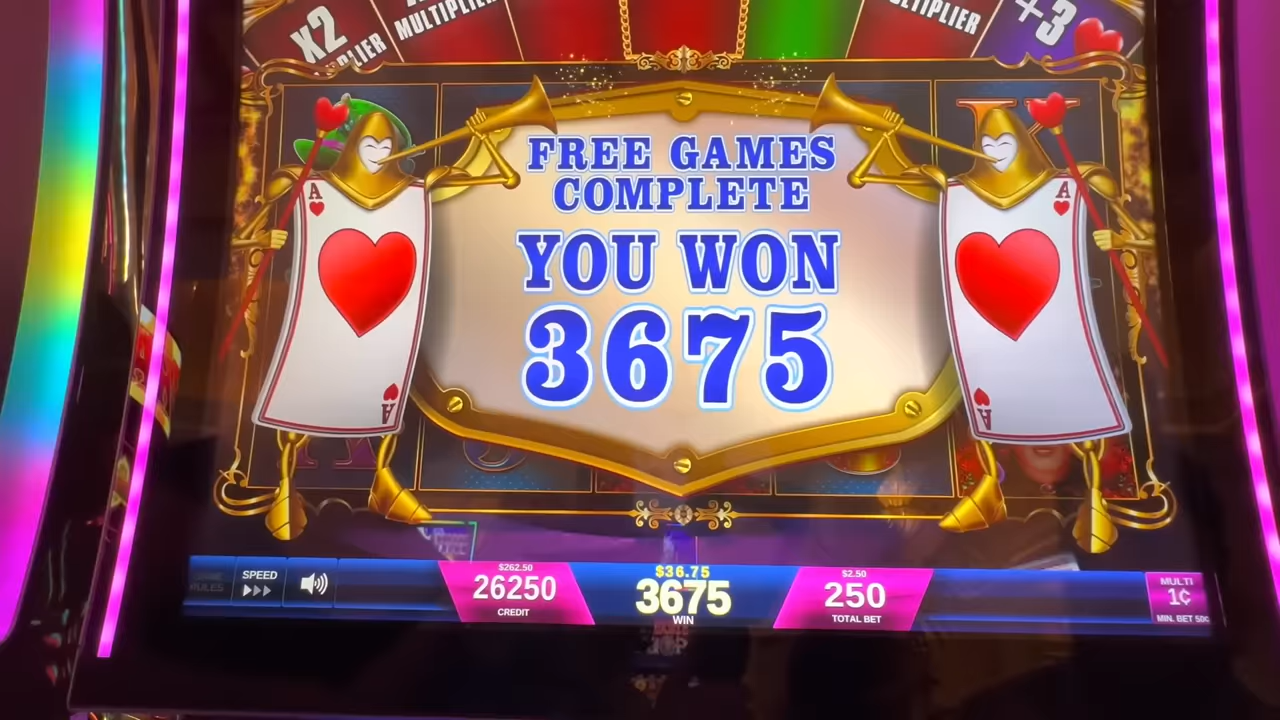 X2
MULTIPLIER
+3
FREE GAMES
COMPLETE
YOU WON
3675
A
A
A
A
SPEED
$262.50
26250
CREDIT
$36.75
3675
WIN
$2.50
250
TOTAL BET
MULTI
1¢
MIN. BET 50¢